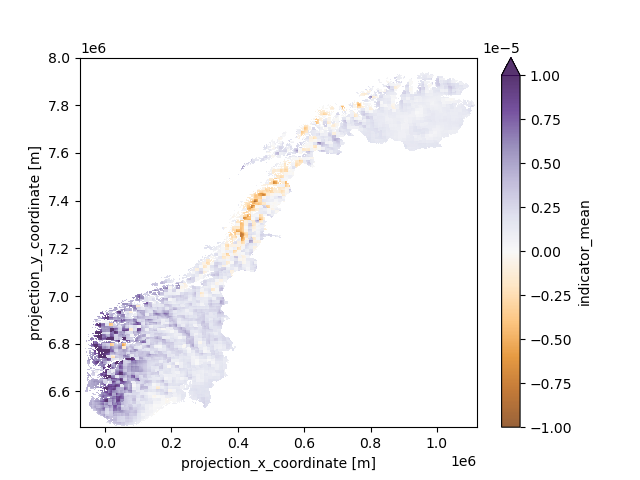 1e6
1e−5
8.0
7.8
7.6
7.4
7.2
7.0
6.8
6.6
projection_y_coordinate [m]
0.0 0.2 0.4 0.6 0.8 1.0
1e6
projection_x_coordinate [m]
1.00
0.75
0.50
0.25
0.00
−0.25
−0.50
−0.75
−1.00
indicator_mean